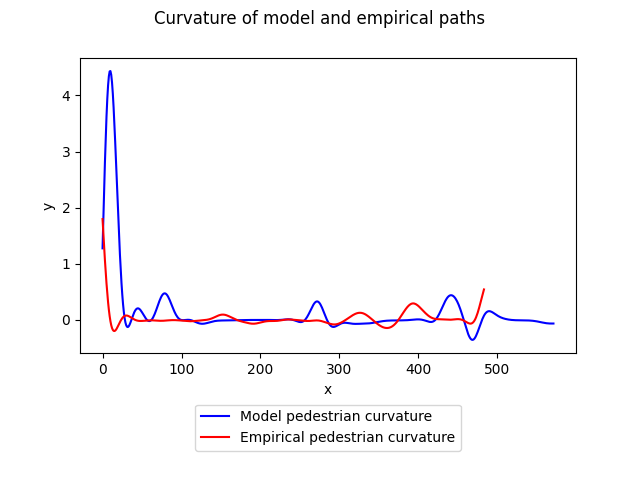 Curvature of model and empirical paths
4
3
2
1
0
y
0 100 200 300 400 500
x
Model pedestrian curvature
Empirical pedestrian curvature